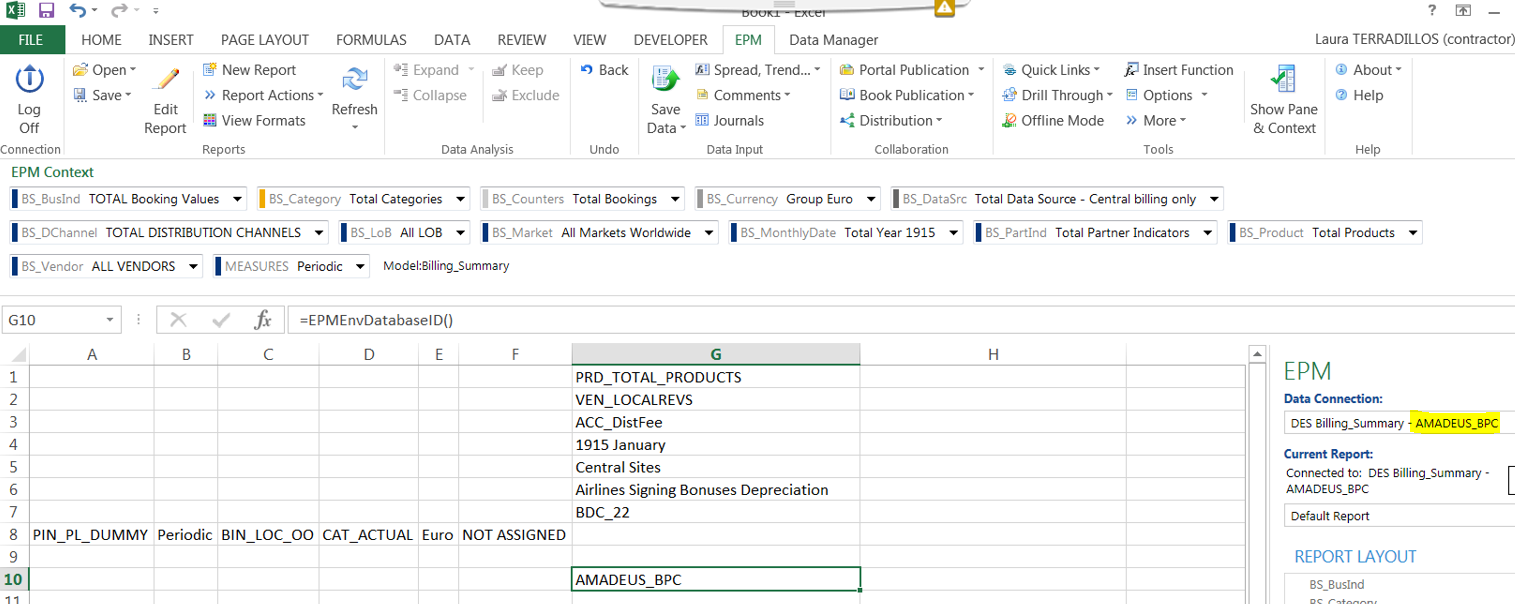 Book1 - Excel
?
FILE HOME INSERT PAGE LAYOUT FORMULAS DATA REVIEW VIEW DEVELOPER EPM Data Manager Laura TERRADILLOS (contractor)
Open New Report Expand Keep Back Spread, Trend... Portal Publication Quick Links Insert Function About
Save Report Actions Collapse Exclude Comments Book Publication Drill Through Options Help
View Formats Journals Distribution Offline Mode More
Log Off
Edit Report
Refresh
Save Data
Show Pane & Context
Connection Reports Data Analysis Undo Data Input Collaboration Tools Help
EPM Context
BS_BusInd TOTAL Booking Values BS_Category Total Categories BS_Counters Total Bookings BS_Currency Group Euro BS_DataSrc Total Data Source - Central billing only
BS_DChannel TOTAL DISTRIBUTION CHANNELS BS_LoB All LOB BS_Market All Markets Worldwide BS_MonthlyDate Total Year 1915 BS_PartInd Total Partner Indicators BS_Product Total Products
BS_Vendor ALL VENDORS MEASURES Periodic Model:Billing_Summary
G10 fx =EPMEnvDatabaseID()
A B C D E F G H
1 PRD_TOTAL_PRODUCTS
2 VEN_LOCALREVS
3 ACC_DistFee
4 1915 January
5 Central Sites
6 Airlines Signing Bonuses Depreciation
7 BDC_22
8 PIN_PL_DUMMY Periodic BIN_LOC_OO CAT_ACTUAL Euro NOT ASSIGNED
9
10 AMADEUS_BPC
11
EPM
Data Connection:
DES Billing_Summary - AMADEUS_BPC
Current Report:
Connected to: DES Billing_Summary -
AMADEUS_BPC
Default Report
REPORT LAYOUT
BS_BusInd
BS_Category